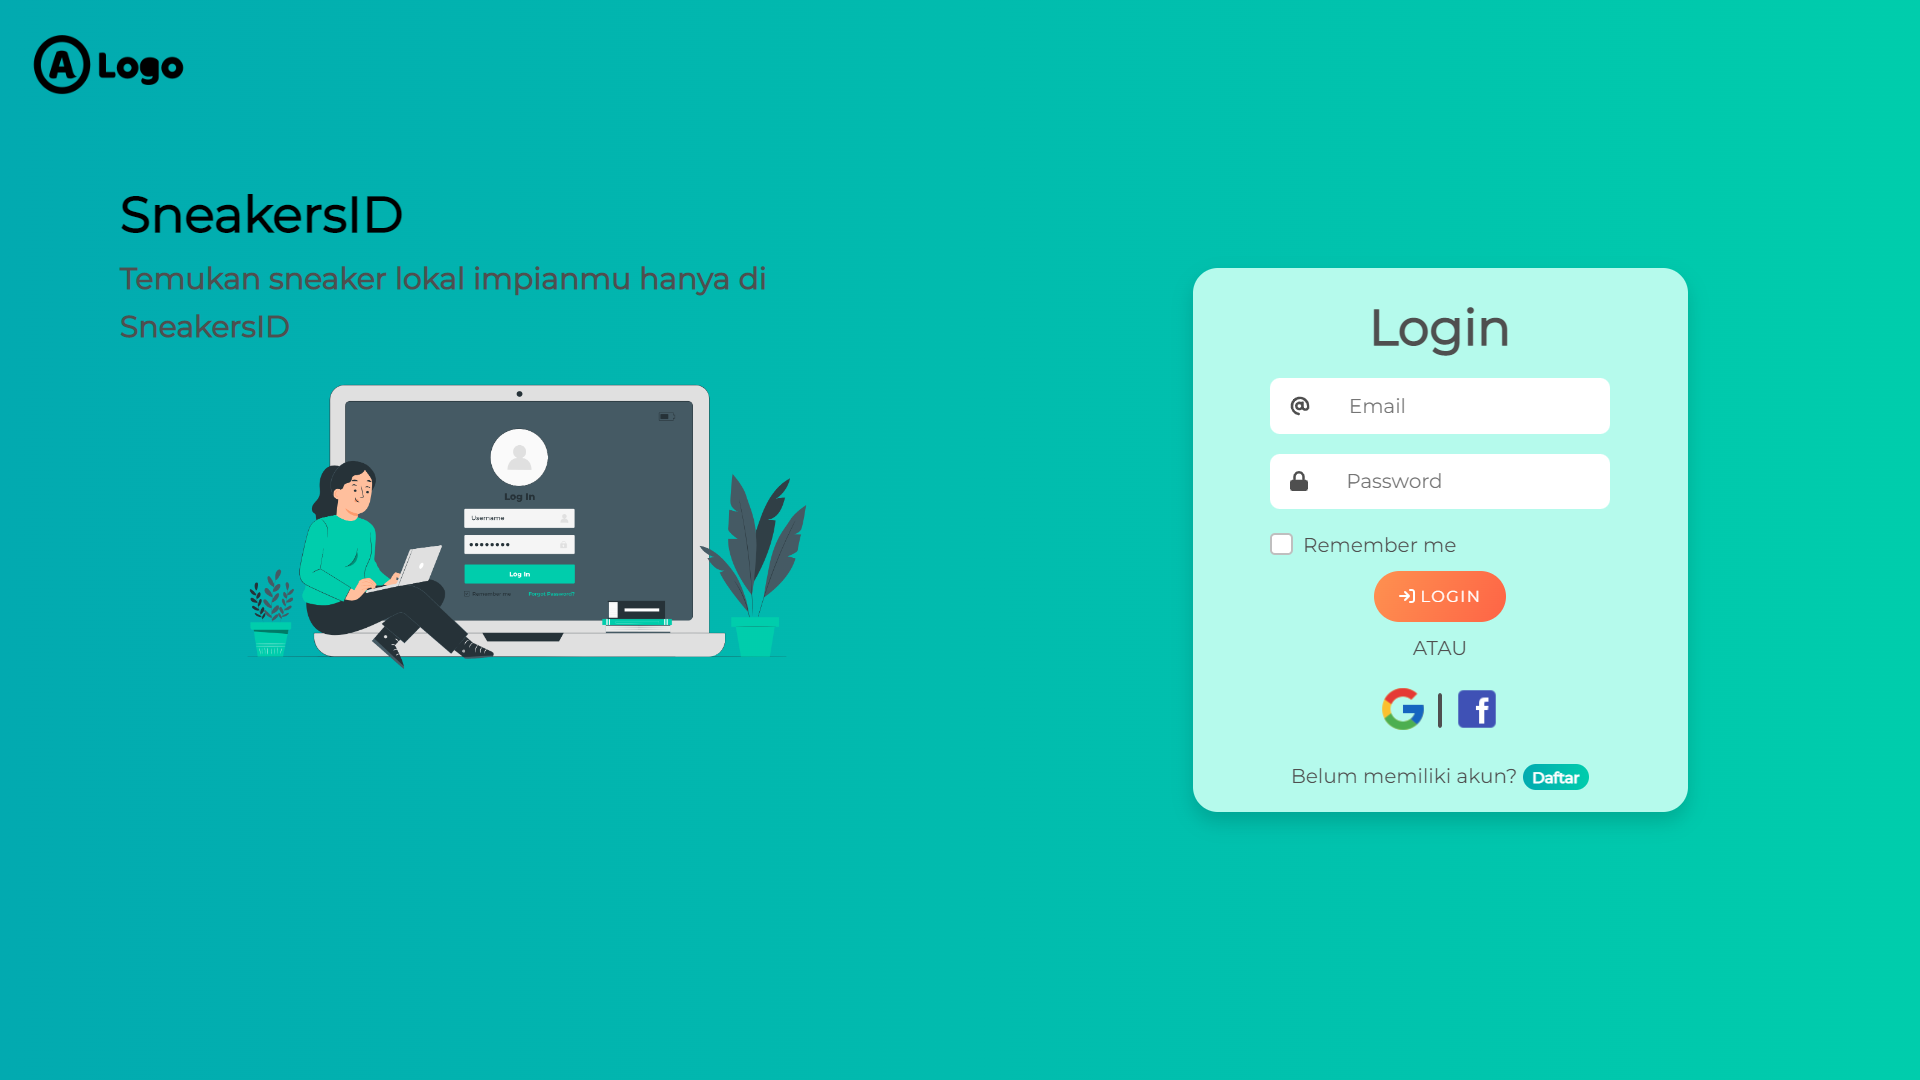 A Logo
SneakersID
Temukan sneaker lokal impianmu hanya di
SneakersID
Log In
Username
Log In
Remember me Forgot Password?
Login
@ Email
Password
Remember me
LOGIN
ATAU
Belum memiliki akun? Daftar